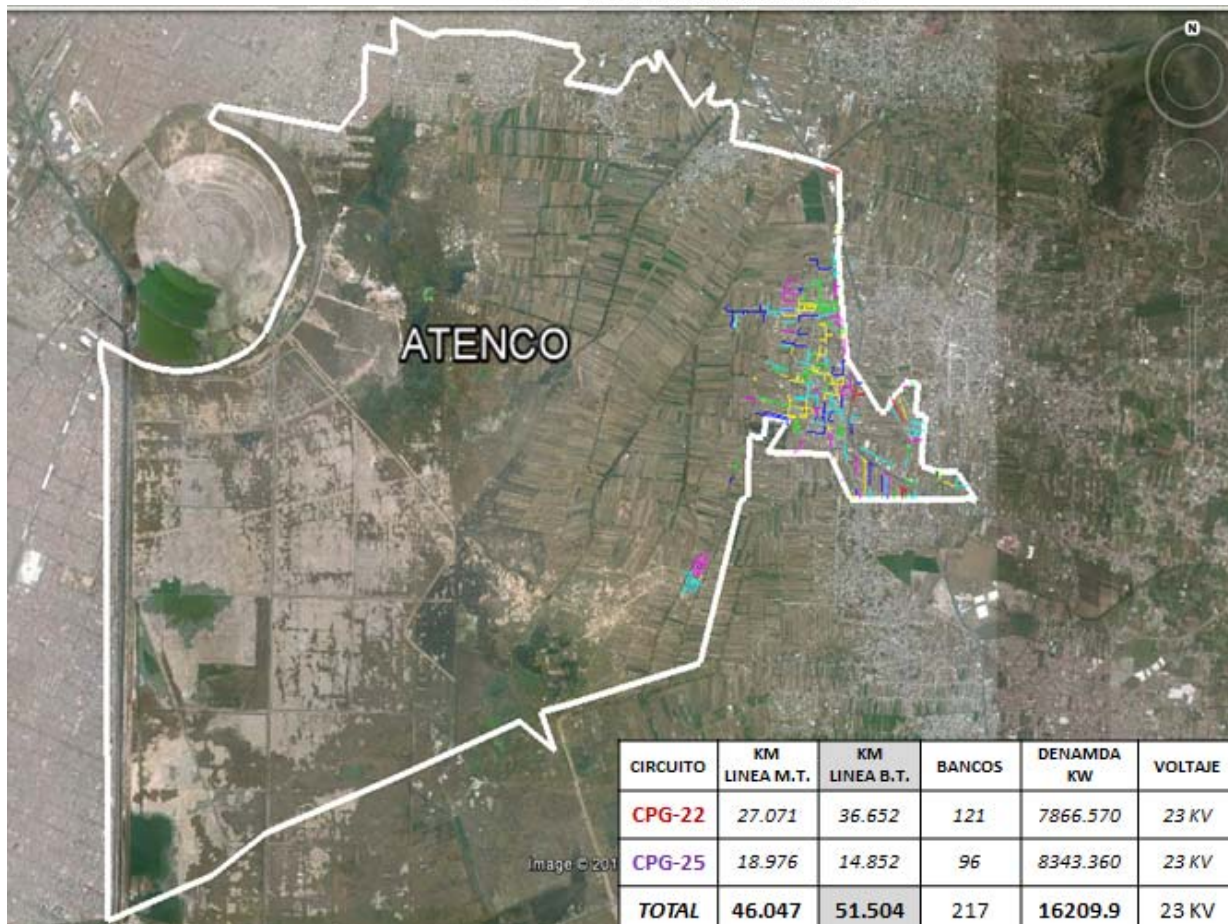 N
ATENCO
Image © 201
CIRCUITO KM LINEA M.T. KM LINEA B.T. BANCOS DENAMDA KW VOLTAJE
CPG-22 27.071 36.652 121 7866.570 23 KV
CPG-25 18.976 14.852 96 8343.360 23 KV
TOTAL 46.047 51.504 217 16209.9 23 KV